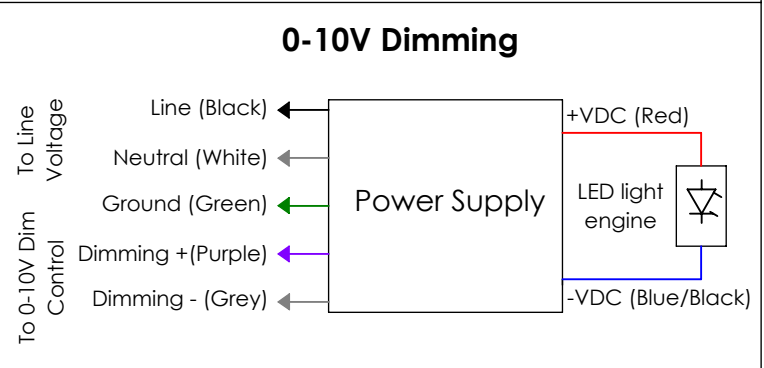 0-10V Dimming
To Line
Voltage
Line (Black)
Neutral (White)
Ground (Green)
To 0-10V Dim
Control
Dimming +(Purple)
Dimming - (Grey)
Power Supply
+VDC (Red)
LED light
engine
-VDC (Blue/Black)